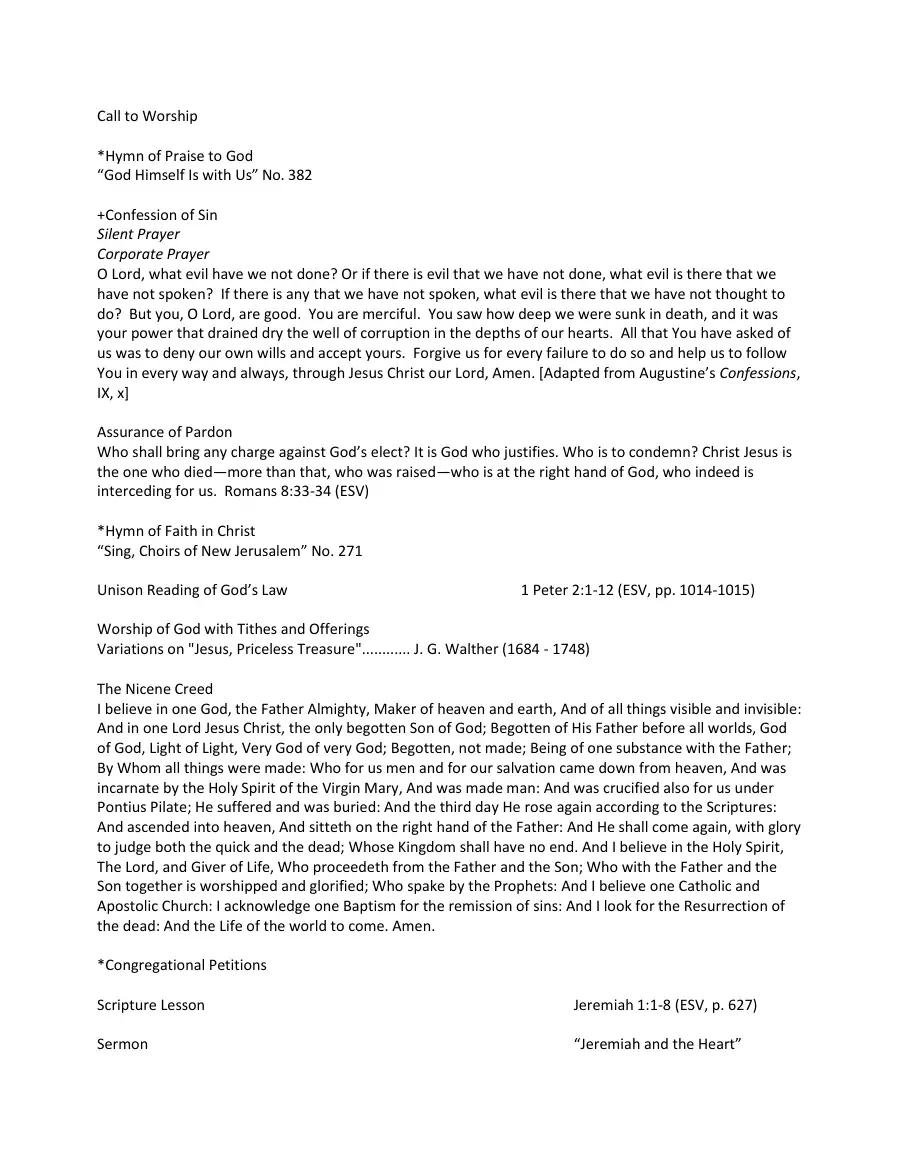 Call to Worship
*Hymn of Praise to God
“God Himself Is with Us” No. 382
+Confession of Sin
Silent Prayer
Corporate Prayer
O Lord, what evil have we not done? Or if there is evil that we have not done, what evil is there that we
have not spoken?  If there is any that we have not spoken, what evil is there that we have not thought to
do?  But you, O Lord, are good.  You are merciful.  You saw how deep we were sunk in death, and it was
your power that drained dry the well of corruption in the depths of our hearts.  All that You have asked of
us was to deny our own wills and accept yours.  Forgive us for every failure to do so and help us to follow
You in every way and always, through Jesus Christ our Lord, Amen. [Adapted from Augustine’s Confessions,
IX, x]
Assurance of Pardon
Who shall bring any charge against God’s elect? It is God who justifies. Who is to condemn? Christ Jesus is
the one who died—more than that, who was raised—who is at the right hand of God, who indeed is
interceding for us.  Romans 8:33-34 (ESV)
*Hymn of Faith in Christ
“Sing, Choirs of New Jerusalem” No. 271
Unison Reading of God’s Law 1 Peter 2:1-12 (ESV, pp. 1014-1015)
Worship of God with Tithes and Offerings
Variations on "Jesus, Priceless Treasure"............ J. G. Walther (1684 - 1748)
The Nicene Creed
I believe in one God, the Father Almighty, Maker of heaven and earth, And of all things visible and invisible:
And in one Lord Jesus Christ, the only begotten Son of God; Begotten of His Father before all worlds, God
of God, Light of Light, Very God of very God; Begotten, not made; Being of one substance with the Father;
By Whom all things were made: Who for us men and for our salvation came down from heaven, And was
incarnate by the Holy Spirit of the Virgin Mary, And was made man: And was crucified also for us under
Pontius Pilate; He suffered and was buried: And the third day He rose again according to the Scriptures:
And ascended into heaven, And sitteth on the right hand of the Father: And He shall come again, with glory
to judge both the quick and the dead; Whose Kingdom shall have no end. And I believe in the Holy Spirit,
The Lord, and Giver of Life, Who proceedeth from the Father and the Son; Who with the Father and the
Son together is worshipped and glorified; Who spake by the Prophets: And I believe one Catholic and
Apostolic Church: I acknowledge one Baptism for the remission of sins: And I look for the Resurrection of
the dead: And the Life of the world to come. Amen.
*Congregational Petitions
Scripture Lesson Jeremiah 1:1-8 (ESV, p. 627)
Sermon “Jeremiah and the Heart”